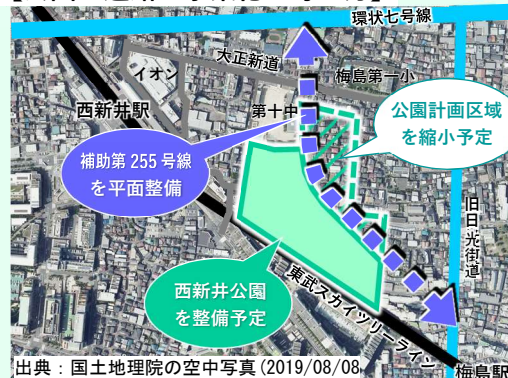 環状七号線
大正新道
イオン
梅島第一小
西新井駅
第十中
公園計画区域
を縮小予定
補助第255号線
を平面整備
旧日光街道
西新井公園
を整備予定
東武スカイツリーライン
出典：国土地理院の空中写真(2019/08/08
梅島駅